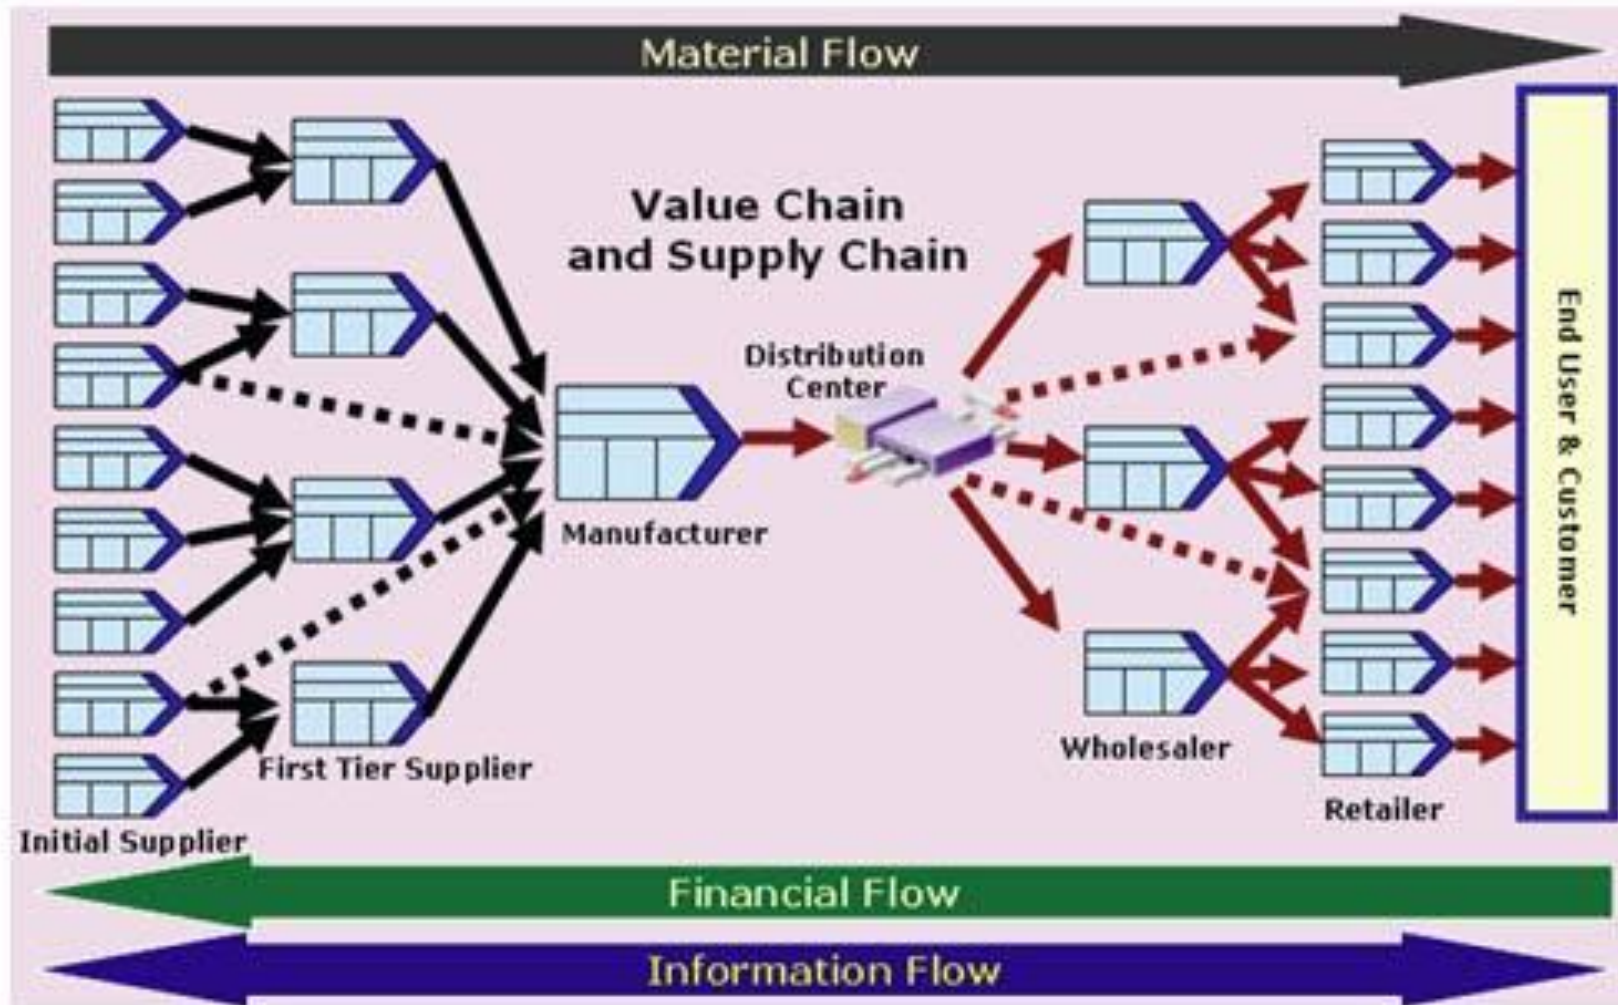 Material Flow
Value Chain
and Supply Chain
Distribution
Center
Manufacturer
First Tier Supplier
Initial Supplier
Wholesaler
Retailer
End User & Customer
Financial Flow
Information Flow